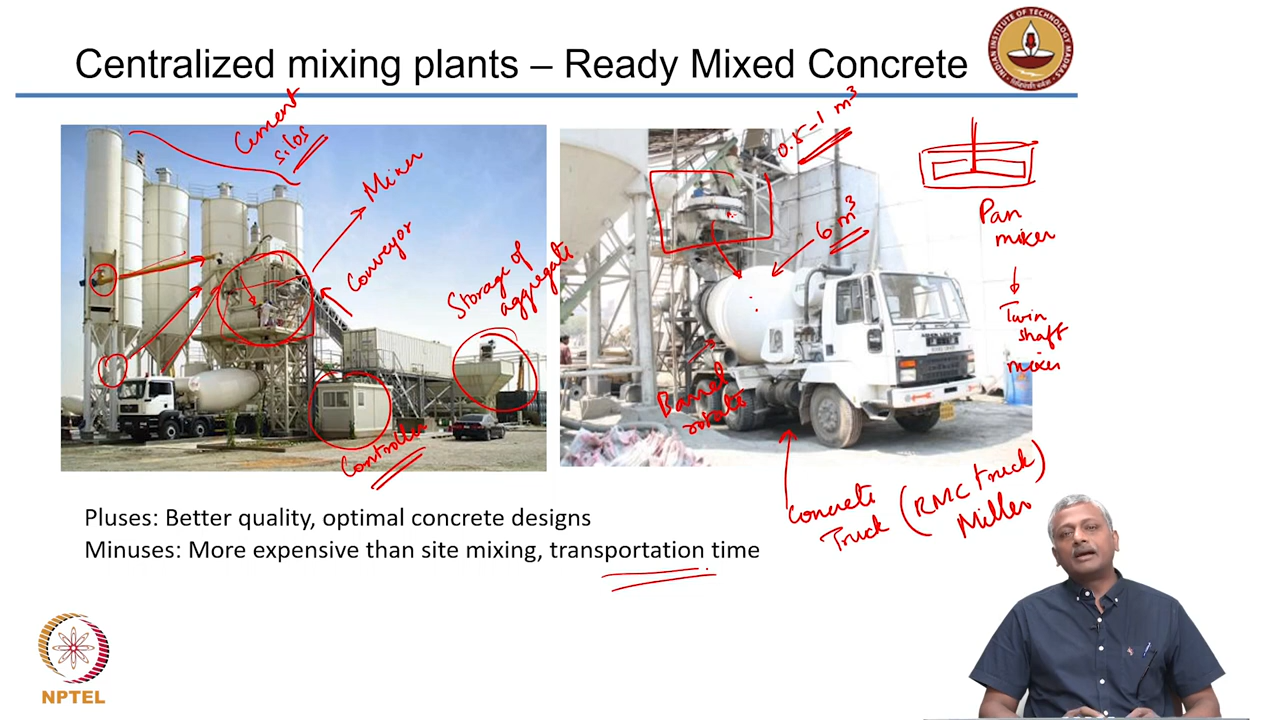 Centralized mixing plants – Ready Mixed Concrete
Cement
silos
Mixer
Conveyor
Storage of
aggregate
Controller
0.5-1 m³
6 m³
Barrel
rotate
Pan
mixer
Twin
shaft
mixer
Concrete
Truck (RMC truck)
Miller
Pluses: Better quality, optimal concrete designs
Minuses: More expensive than site mixing, transportation time
NPTEL